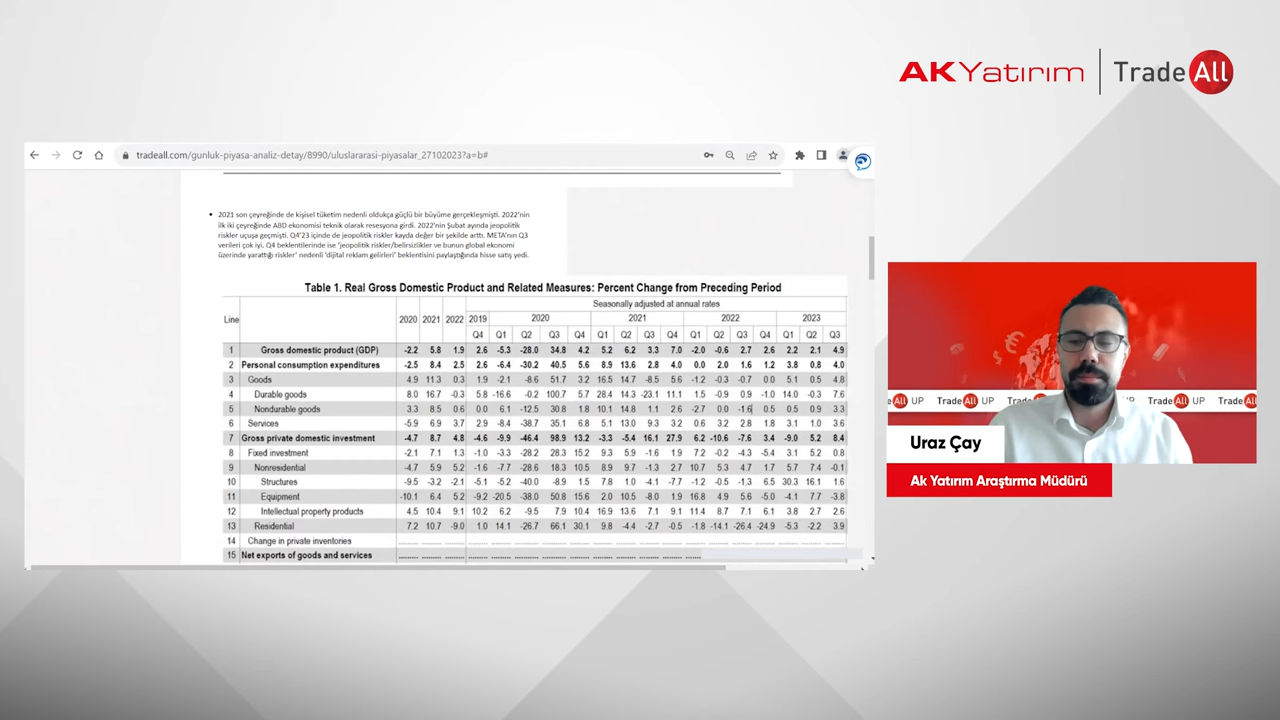 AKYatırım | TradeAll
tradeall.com/gunluk-piyasa-analiz-detay/8990/uluslararasi-piyasalar_27102023?a=b#
• 2021 son çeyreğinde de kişisel tüketim nedenli oldukça güçlü bir büyüme gerçekleşmişti. 2022'nin
ilk iki çeyreğinde ABD ekonomisi teknik olarak resesyona girdi. 2022'nin Şubat ayında jeopolitik
riskler uçuşa geçmişti. Q4'23 içinde de jeopolitik riskler kayda değer bir şekilde arttı. META'nın Q3
verileri çok iyi. Q4 beklentilerinde ise 'jeopolitik riskler/belirsizlikler ve bunun global ekonomi
üzerinde yarattığı riskler' nedenli 'dijital reklam gelirleri' beklentisini paylaştığında hisse satış yedi.
Table 1. Real Gross Domestic Product and Related Measures: Percent Change from Preceding Period
Seasonally adjusted at annual rates
Line 2020 2021 2022 2019 2020 2021 2022 2023
Q4 Q1 Q2 Q3 Q4 Q1 Q2 Q3 Q4 Q1 Q2 Q3 Q4 Q1 Q2 Q3
1 Gross domestic product (GDP) -2.2 5.8 1.9 2.6 -5.3 -28.0 34.8 4.2 5.2 6.2 3.3 7.0 -2.0 -0.6 2.7 2.6 2.2 2.1 4.9
2 Personal consumption expenditures -2.5 8.4 2.5 2.6 -6.4 -30.2 40.5 5.6 8.9 13.6 2.8 4.0 0.0 2.0 1.6 1.2 3.8 0.8 4.0
3 Goods 4.9 11.3 0.3 1.9 -2.1 -8.6 51.7 3.2 16.5 14.7 -8.5 5.6 -1.2 -0.3 -0.7 0.0 5.1 0.5 4.8
4 Durable goods 8.0 16.7 -0.3 5.8 -16.6 -0.2 100.7 5.7 28.4 14.3 -23.1 11.1 1.5 -0.9 0.9 -1.0 14.0 -0.3 7.6
5 Nondurable goods 3.3 8.5 0.6 0.0 6.1 -12.5 30.8 1.8 10.1 14.8 1.1 2.6 -2.7 0.0 -1.6 0.5 0.5 0.9 3.3
6 Services -5.9 6.9 3.7 2.9 -8.4 -38.7 35.1 6.8 5.1 13.0 9.3 3.2 0.6 3.2 2.8 1.8 3.1 1.0 3.6
7 Gross private domestic investment -4.7 8.7 4.8 -4.6 -9.9 -46.4 98.9 13.2 -3.3 -5.4 16.1 27.9 6.2 -10.6 -7.6 3.4 -9.0 5.2 8.4
8 Fixed investment -2.1 7.1 1.3 -1.0 -3.3 -28.2 28.3 15.2 9.3 5.9 -1.6 1.9 7.2 -0.2 -4.3 -5.4 3.1 5.2 0.8
9 Nonresidential -4.7 5.9 5.2 -1.6 -7.7 -28.6 18.3 10.5 8.9 9.7 -1.3 2.7 10.7 5.3 4.7 1.7 5.7 7.4 -0.1
10 Structures -9.5 -3.2 -2.1 -5.1 -5.2 -40.0 -8.9 1.5 7.8 1.0 -4.1 -7.7 -1.2 -0.5 -1.3 6.5 30.3 16.1 1.6
11 Equipment -10.1 6.4 5.2 -9.2 -20.5 -38.0 50.8 15.6 2.0 10.5 -8.0 1.9 16.8 4.9 5.6 -5.0 -4.1 7.7 -3.8
12 Intellectual property products 4.5 10.4 9.1 10.2 6.2 -9.5 7.9 10.4 16.9 13.6 7.1 9.1 11.4 8.7 7.1 6.1 3.8 2.7 2.6
13 Residential 7.2 10.7 -9.0 1.0 14.1 -26.7 66.1 30.1 9.8 -4.4 -2.7 -0.5 -1.8 -14.1 -26.4 -24.9 -5.3 -2.2 3.9
14 Change in private inventories
15 Net exports of goods and services
TradeAll UP
TradeAll UP
TradeAll UP
Uraz Çay
Ak Yatırım Araştırma Müdürü